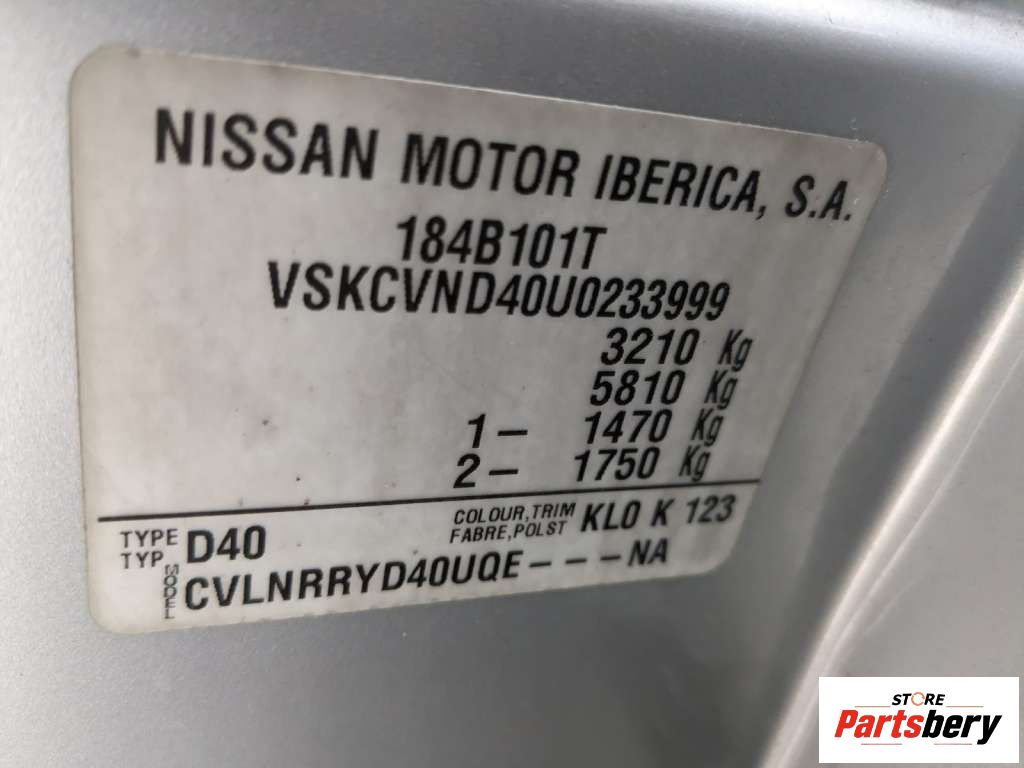 NISSAN MOTOR IBERICA, S.A.
184B101T
VSKCVND40U0233999
3210 Kg
5810 Kg
1- 1470 Kg
2- 1750 Kg
TYPE
TYP
D40
COLOUR,TRIM
FABRE,POLST
KL0 K 123
MODEL
CVLNRRYD40UQE---NA
STORE
Partsbery